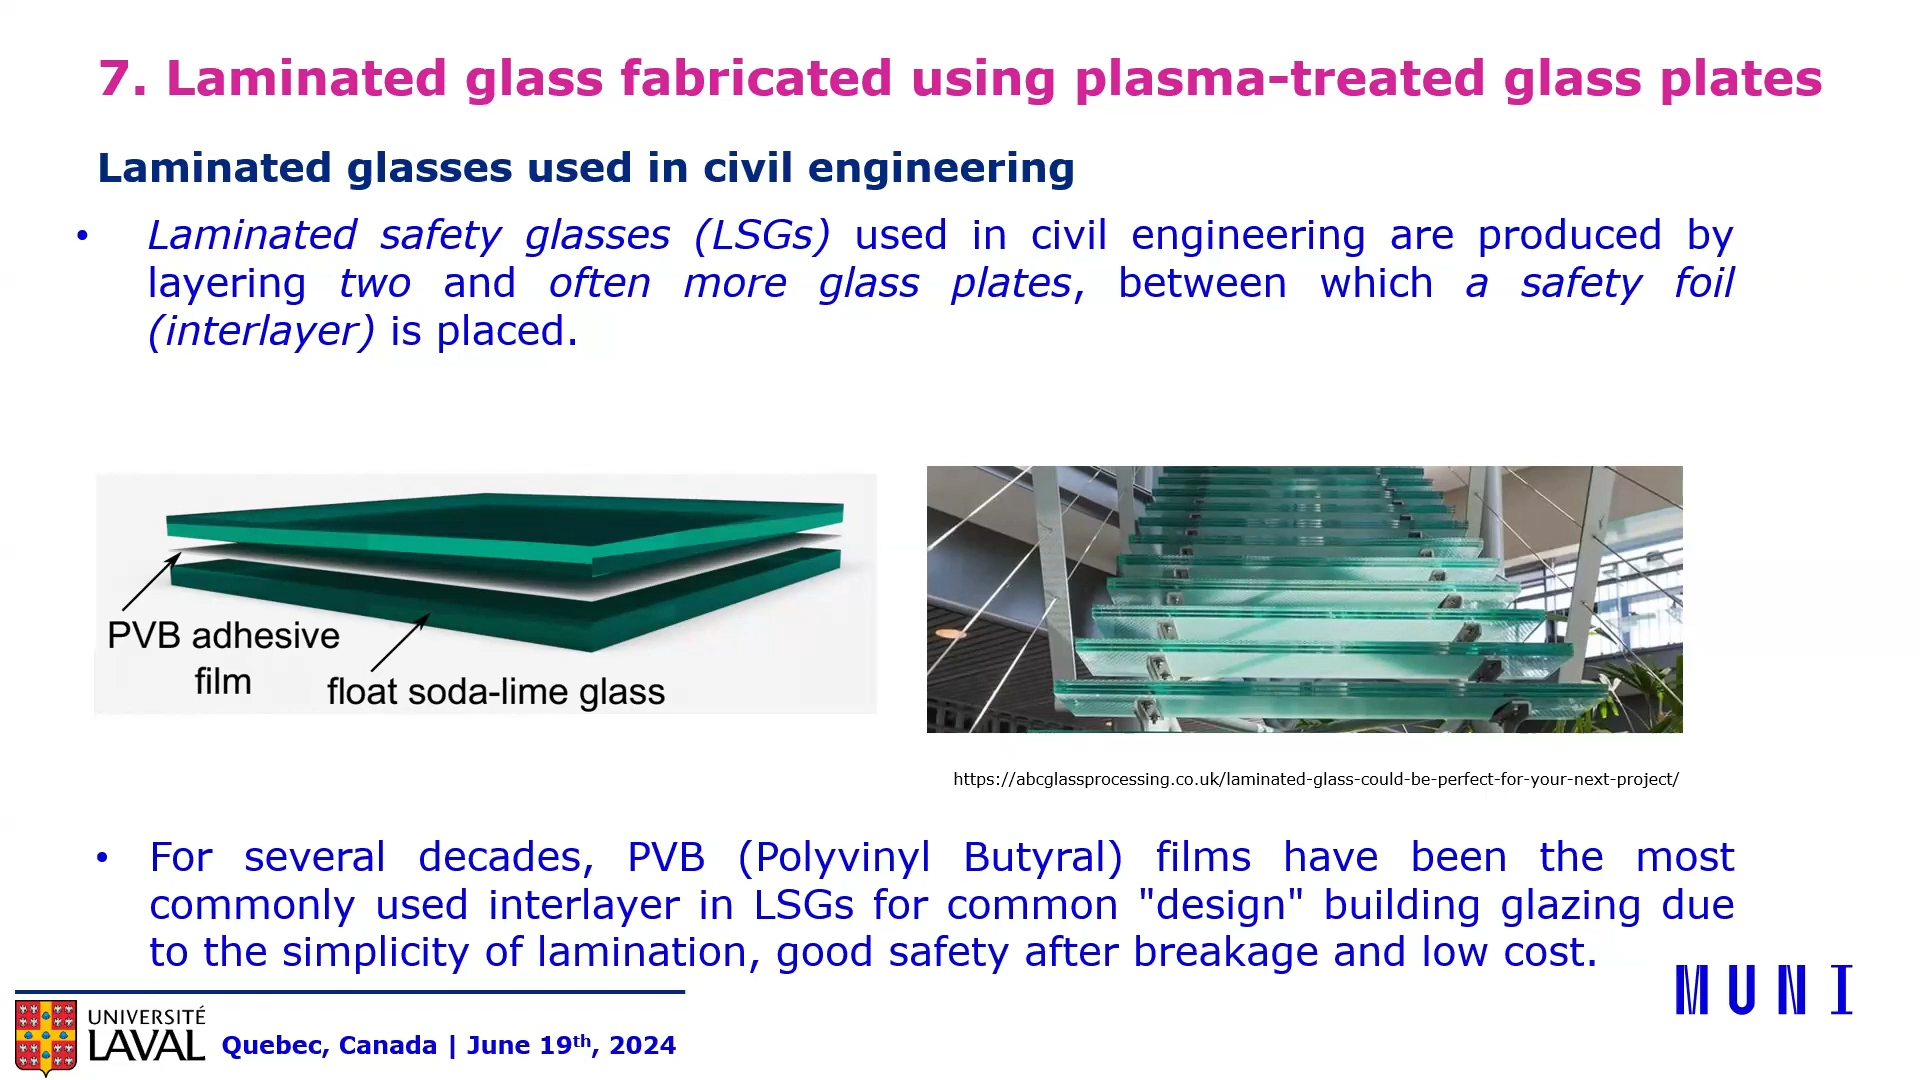 7. Laminated glass fabricated using plasma-treated glass plates
Laminated glasses used in civil engineering
• Laminated safety glasses (LSGs) used in civil engineering are produced by
layering two and often more glass plates, between which a safety foil
(interlayer) is placed.
PVB adhesive
film
float soda-lime glass
https://abcglassprocessing.co.uk/laminated-glass-could-be-perfect-for-your-next-project/
• For several decades, PVB (Polyvinyl Butyral) films have been the most
commonly used interlayer in LSGs for common "design" building glazing due
to the simplicity of lamination, good safety after breakage and low cost.
MUNI
UNIVERSITÉ
LAVAL
Quebec, Canada | June 19th, 2024